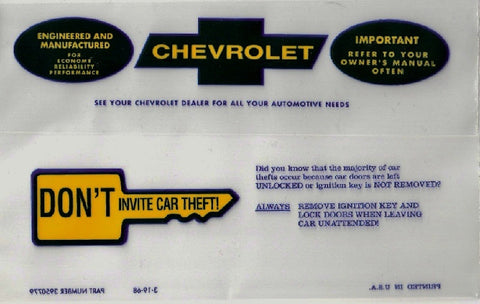 ENGINEERED AND
MANUFACTURED
FOR
ECONOMY
RELIABILITY
PERFORMANCE
CHEVROLET
IMPORTANT
REFER TO YOUR
OWNER'S MANUAL
OFTEN
SEE YOUR CHEVROLET DEALER FOR ALL YOUR AUTOMOTIVE NEEDS
DON'T INVITE CAR THEFT!
Did you know that the majority of car
thefts occur because car doors are left
UNLOCKED or ignition key is NOT REMOVED?
ALWAYS REMOVE IGNITION KEY AND
LOCK DOORS WHEN LEAVING
CAR UNATTENDED!
PART NUMBER 3950779 3-19-68
PRINTED IN U.S.A.